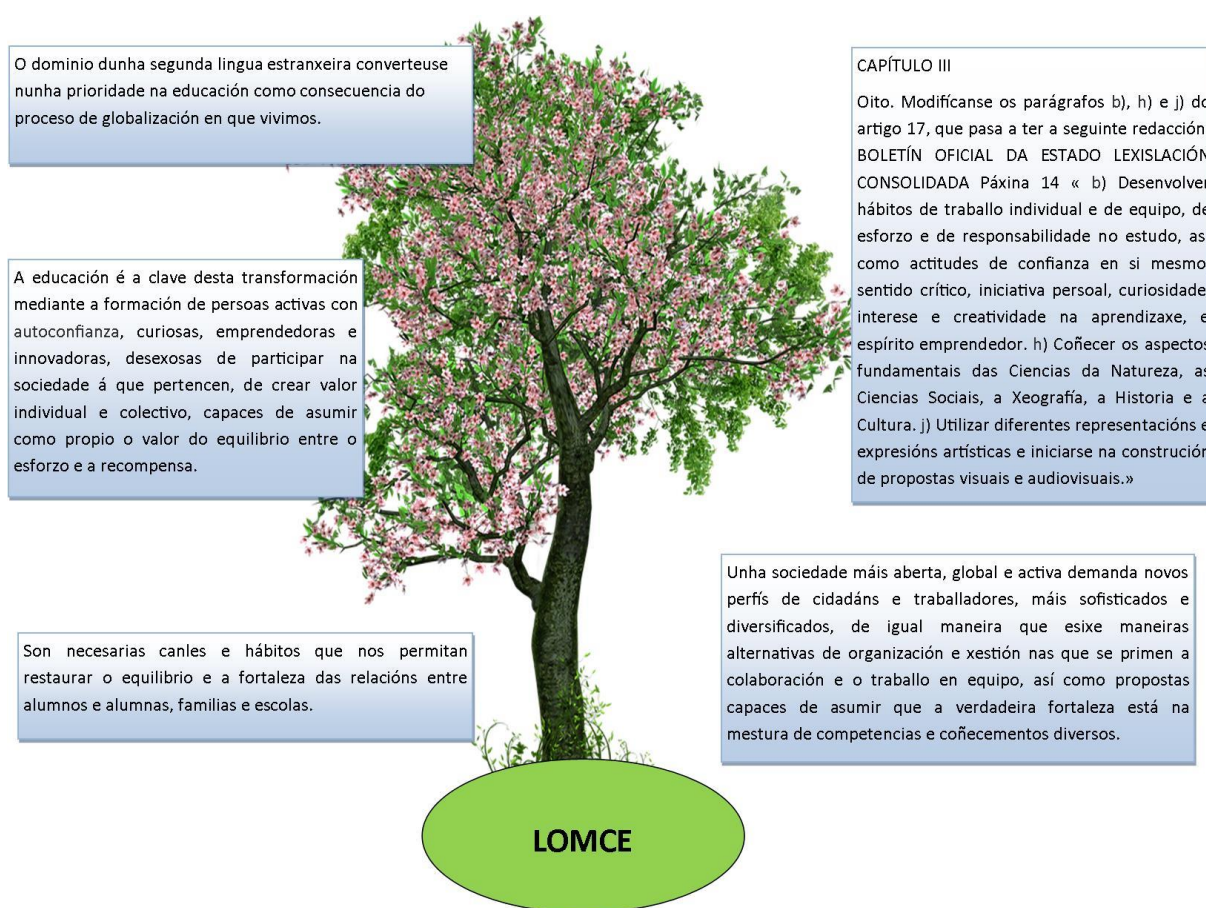 O dominio dunha segunda lingua estranxeira converteuse
nunha prioridade na educación como consecuencia do
proceso de globalización en que vivimos.
A educación é a clave desta transformación
mediante a formación de persoas activas con
autoconfianza, curiosas, emprendedoras e
innovadoras, desexosas de participar na
sociedade á que pertencen, de crear valor
individual e colectivo, capaces de asumir
como propio o valor do equilibrio entre o
esforzo e a recompensa.
Son necesarias canles e hábitos que nos permitan
restaurar o equilibrio e a fortaleza das relacións entre
alumnos e alumnas, familias e escolas.
CAPÍTULO III
Oito. Modifícanse os parágrafos b), h) e j) do
artigo 17, que pasa a ter a seguinte redacción
BOLETÍN OFICIAL DA ESTADO LEXISLACIÓN
CONSOLIDADA Páxina 14 « b) Desenvolver
hábitos de traballo individual e de equipo, de
esforzo e de responsabilidade no estudo, as
como actitudes de confianza en si mesmo
sentido crítico, iniciativa persoal, curiosidade
interese e creatividade na aprendizaxe, e
espírito emprendedor. h) Coñecer os aspectos
fundamentais das Ciencias da Natureza, as
Ciencias Sociais, a Xeografía, a Historia e a
Cultura. j) Utilizar diferentes representacións e
expresións artísticas e iniciarse na construción
de propostas visuais e audiovisuais.»
Unha sociedade máis aberta, global e activa demanda novos
perfís de cidadáns e traballadores, máis sofisticados e
diversificados, de igual maneira que esixe maneiras
alternativas de organización e xestión nas que se primen a
colaboración e o traballo en equipo, así como propostas
capaces de asumir que a verdadeira fortaleza está na
mestura de competencias e coñecementos diversos.
LOMCE